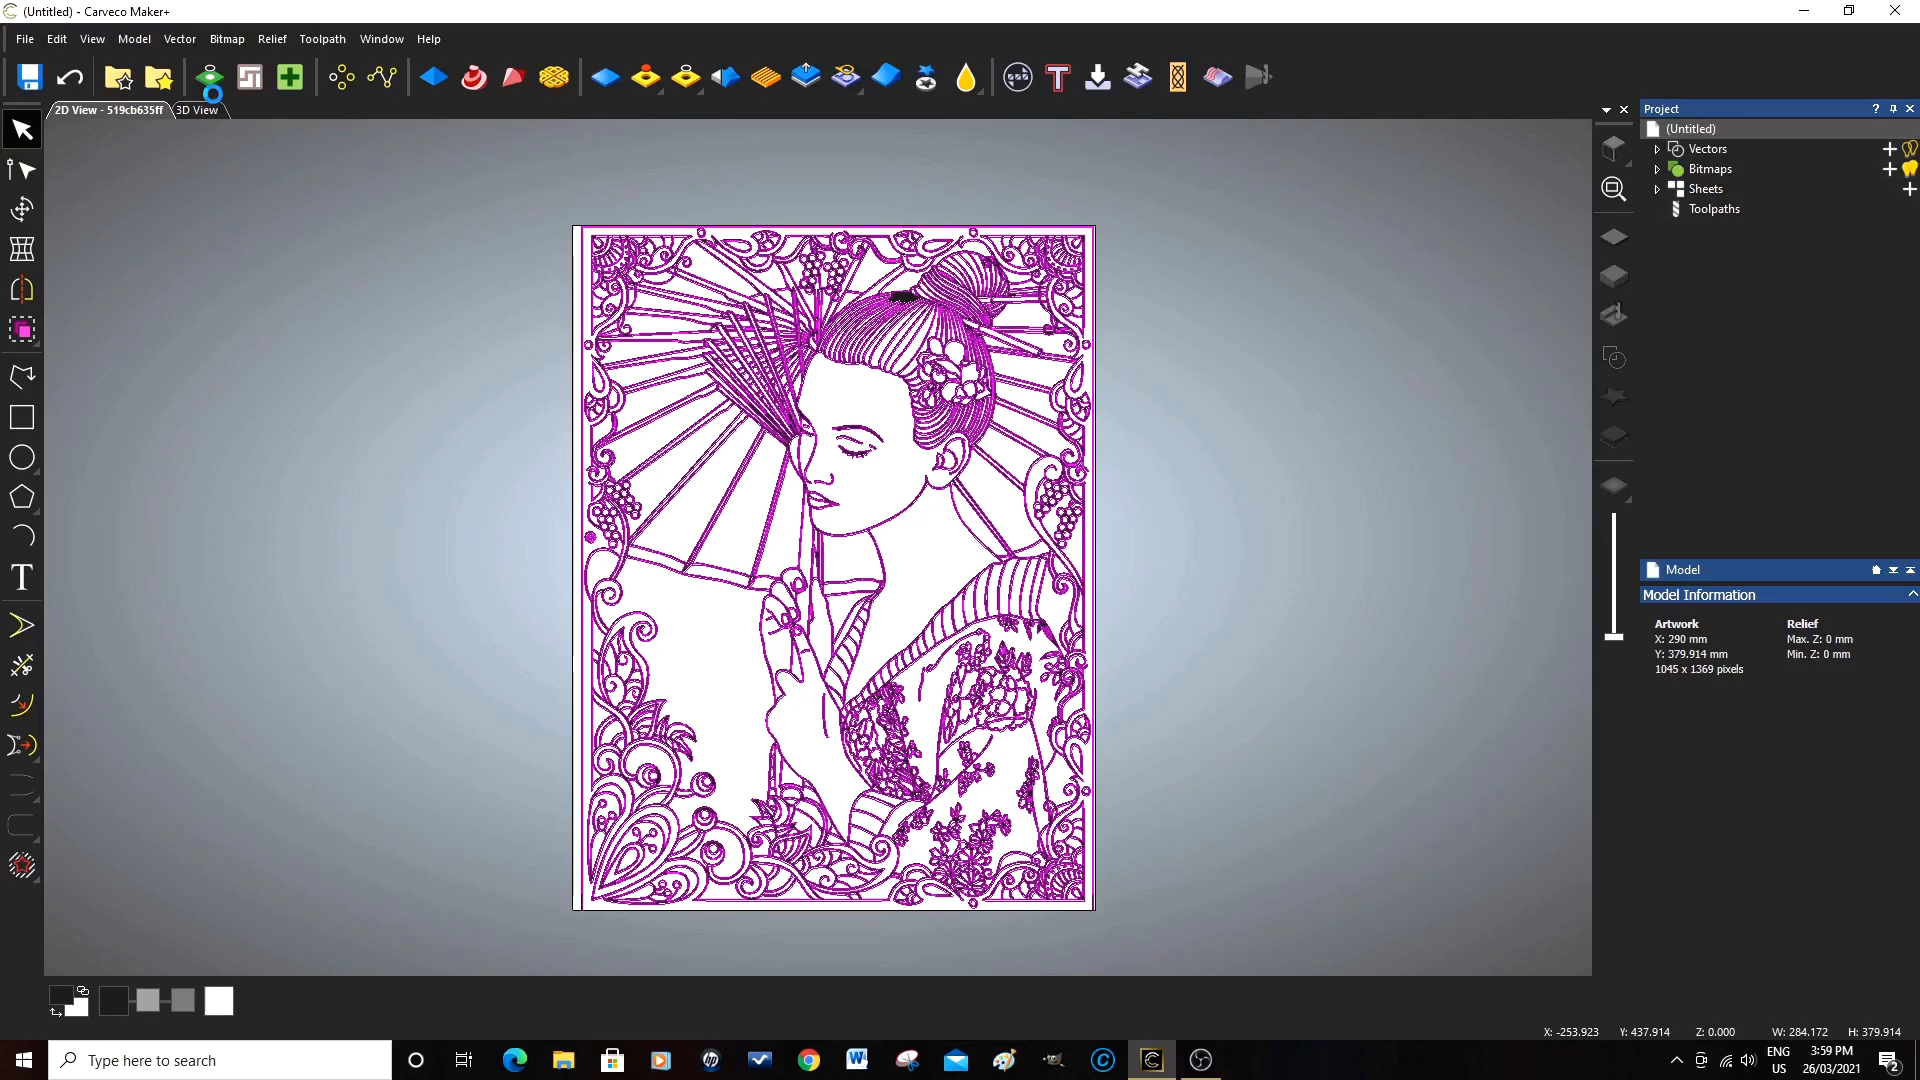 (Untitled) - Carveco Maker+
File Edit View Model Vector Bitmap Relief Toolpath Window Help
2D View - 519cb635ff 3D View
Project ?
(Untitled)
Vectors
Bitmaps
Sheets
Toolpaths
Model
Model Information
Artwork Relief
X: 290 mm Max. Z: 0 mm
Y: 379.914 mm Min. Z: 0 mm
1045 x 1369 pixels
T
X: -253.923 Y: 437.914 Z: 0.000 W: 284.172 H: 379.914
Type here to search
ENG
US
3:59 PM
26/03/2021
2